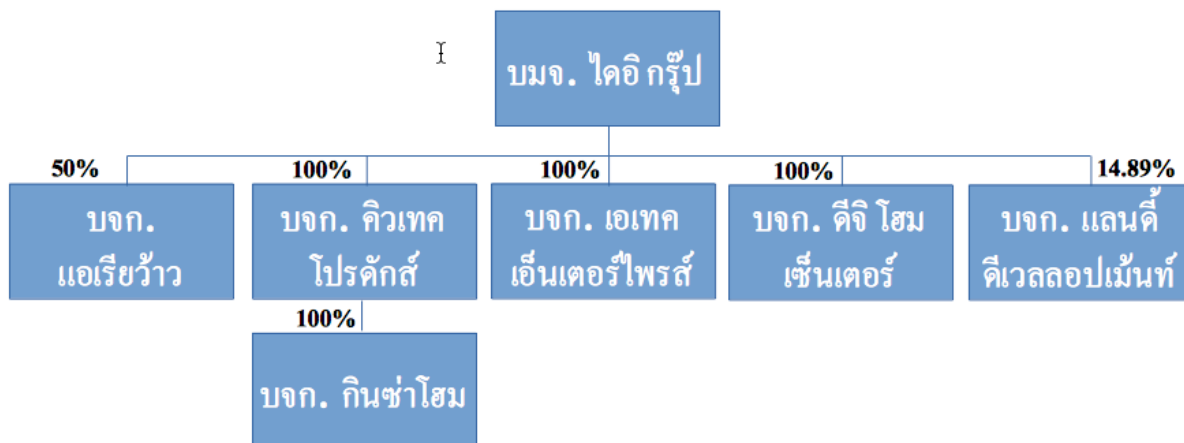 บมจ. ไดอิ กรุ๊ป
50%
100%
100%
100%
14.89%
บจก.
แอเรียว้าว
บจก. คิวเทค
โปรดักส์
บจก. เอเทค
เอ็นเตอร์ไพรส์
บจก. ดีจิ โฮม
เซ็นเตอร์
บจก. แลนดี้
ดีเวลลอปเม้นท์
100%
บจก. กินซ่าโฮม